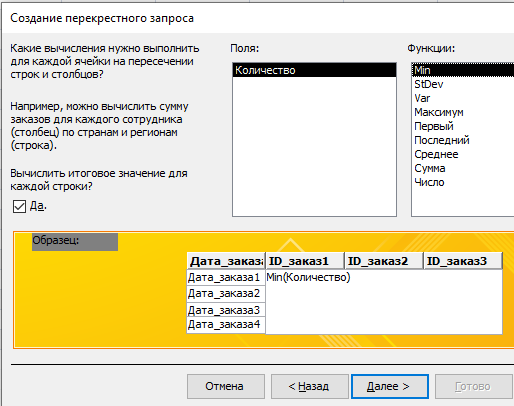 Создание перекрестного запроса
Какие вычисления нужно выполнить
для каждой ячейки на пересечении
строк и столбцов?
Например, можно вычислить сумму
заказов для каждого сотрудника
(столбец) по странам и регионам
(строка).
Вычислить итоговое значение для
каждой строки?
Да.
Поля:
Количество
Функции:
Min
StDev
Var
Максимум
Первый
Последний
Среднее
Сумма
Число
Образец:
Дата_заказа ID_заказ1 ID_заказ2 ID_заказ3
Дата_заказа1 Min(Количество)
Дата_заказа2
Дата_заказа3
Дата_заказа4
Отмена < Назад Далее > Готово